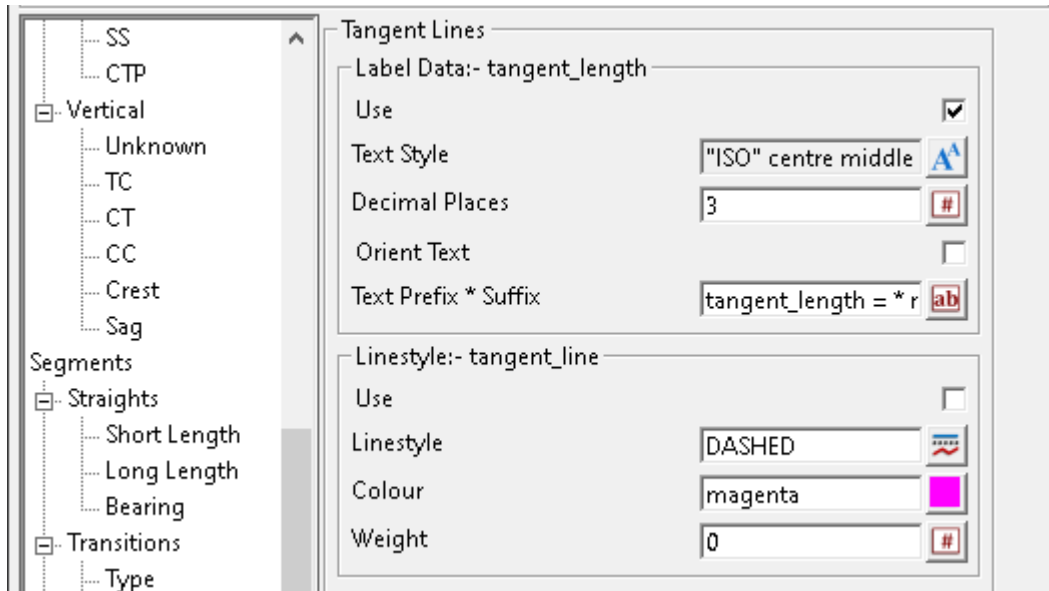 SS
CTP
Vertical
Unknown
TC
CT
CC
Crest
Sag
Segments
Straights
Short Length
Long Length
Bearing
Transitions
Type
Tangent Lines
Label Data:- tangent_length
Use
Text Style "ISO" centre middle
Decimal Places 3
Orient Text
Text Prefix * Suffix tangent_length = * r
Linestyle:- tangent_line
Use
Linestyle DASHED
Colour magenta
Weight 0